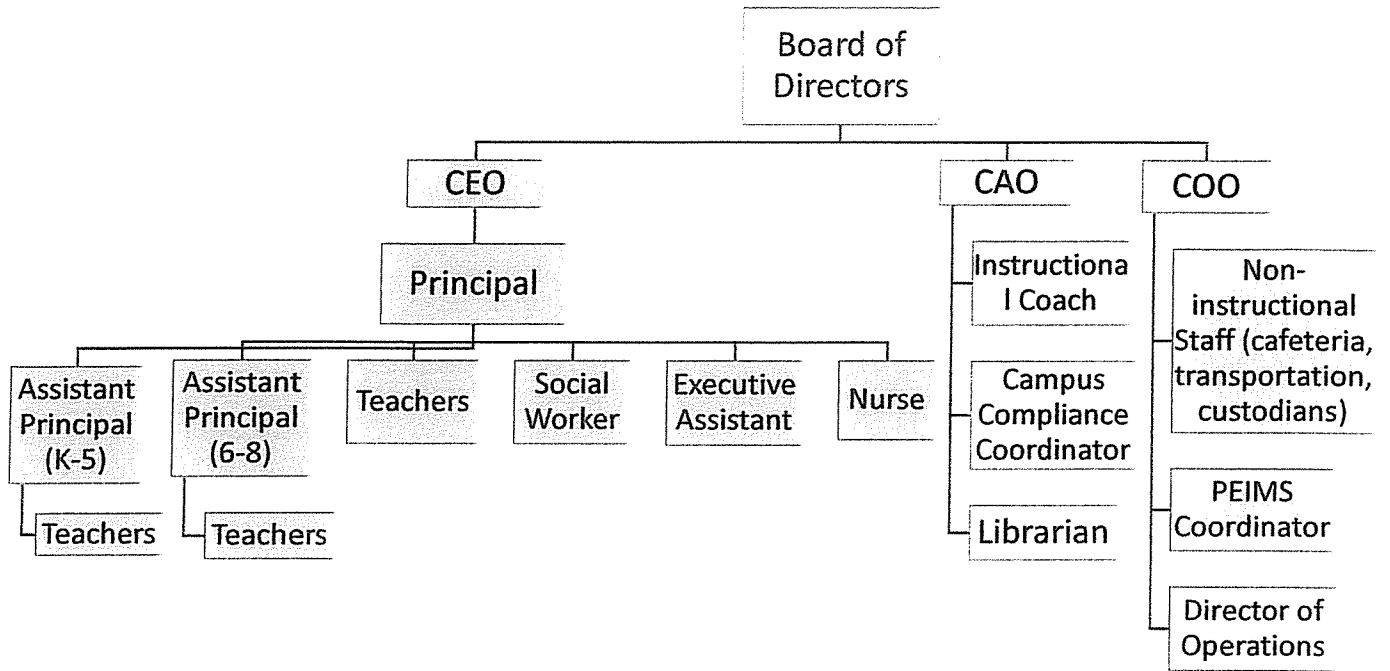 Board of
Directors
CEO
CAO
COO
Principal
Instructiona
l Coach
Non-
instructional
Staff (cafeteria,
transportation,
custodians)
Assistant
Principal
(K-5)
Assistant
Principal
(6-8)
Teachers
Social
Worker
Executive
Assistant
Nurse
Campus
Compliance
Coordinator
Teachers
Teachers
Librarian
PEIMS
Coordinator
Director of
Operations